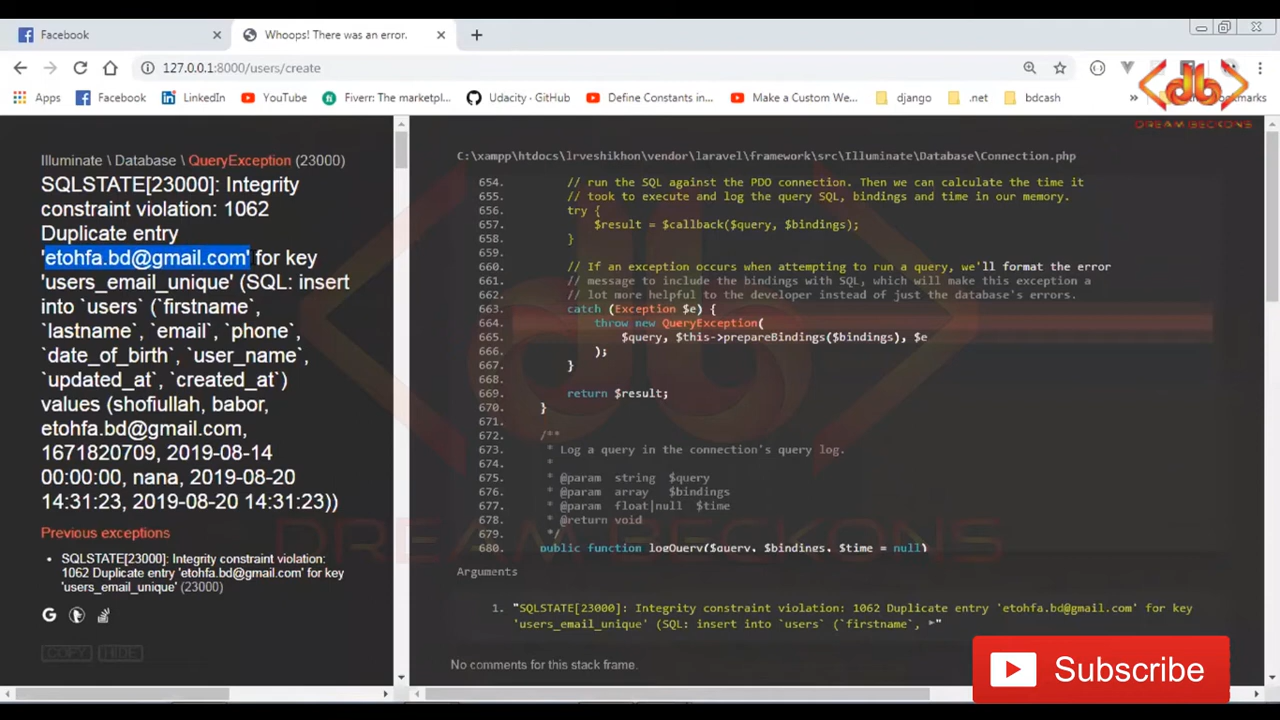 Facebook
Whoops! There was an error.
127.0.0.1:8000/users/create
Apps
Facebook
LinkedIn
YouTube
Fiverr: The marketpl...
Udacity · GitHub
Define Constants in...
Make a Custom We...
django
.net
bdcash
DREAM BECKONS
Illuminate \ Database \ QueryException (23000)
SQLSTATE[23000]: Integrity
constraint violation: 1062
Duplicate entry
'etohfa.bd@gmail.com' for key
'users_email_unique' (SQL: insert
into `users` (`firstname`,
`lastname`, `email`, `phone`,
`date_of_birth`, `user_name`,
`updated_at`, `created_at`)
values (shofiullah, babor,
etohfa.bd@gmail.com,
1671820709, 2019-08-14
00:00:00, nana, 2019-08-20
14:31:23, 2019-08-20 14:31:23))
Previous exceptions
• SQLSTATE[23000]: Integrity constraint violation:
1062 Duplicate entry 'etohfa.bd@gmail.com' for key
'users_email_unique' (23000)
COPY HIDE
C:\xampp\htdocs\lrveshikhon\vendor\laravel\framework\src\Illuminate\Database\Connection.php
654. // run the SQL against the PDO connection. Then we can calculate the time it
655. // took to execute and log the query SQL, bindings and time in our memory.
656. try {
657. $result = $callback($query, $bindings);
658. }
659.
660. // If an exception occurs when attempting to run a query, we'll format the error
661. // message to include the bindings with SQL, which will make this exception a
662. // lot more helpful to the developer instead of just the database's errors.
663. catch (Exception $e) {
664. throw new QueryException(
665. $query, $this->prepareBindings($bindings), $e
666. );
667. }
668.
669. return $result;
670. }
671.
672. /**
673. * Log a query in the connection's query log.
674. *
675. * @param string $query
676. * @param array $bindings
677. * @param float|null $time
678. * @return void
679. */
680. public function logQuery($query, $bindings, $time = null)
DREAM BECKONS
Arguments
1. "SQLSTATE[23000]: Integrity constraint violation: 1062 Duplicate entry 'etohfa.bd@gmail.com' for key
'users_email_unique' (SQL: insert into `users` (`firstname`, ►"
No comments for this stack frame.
Subscribe